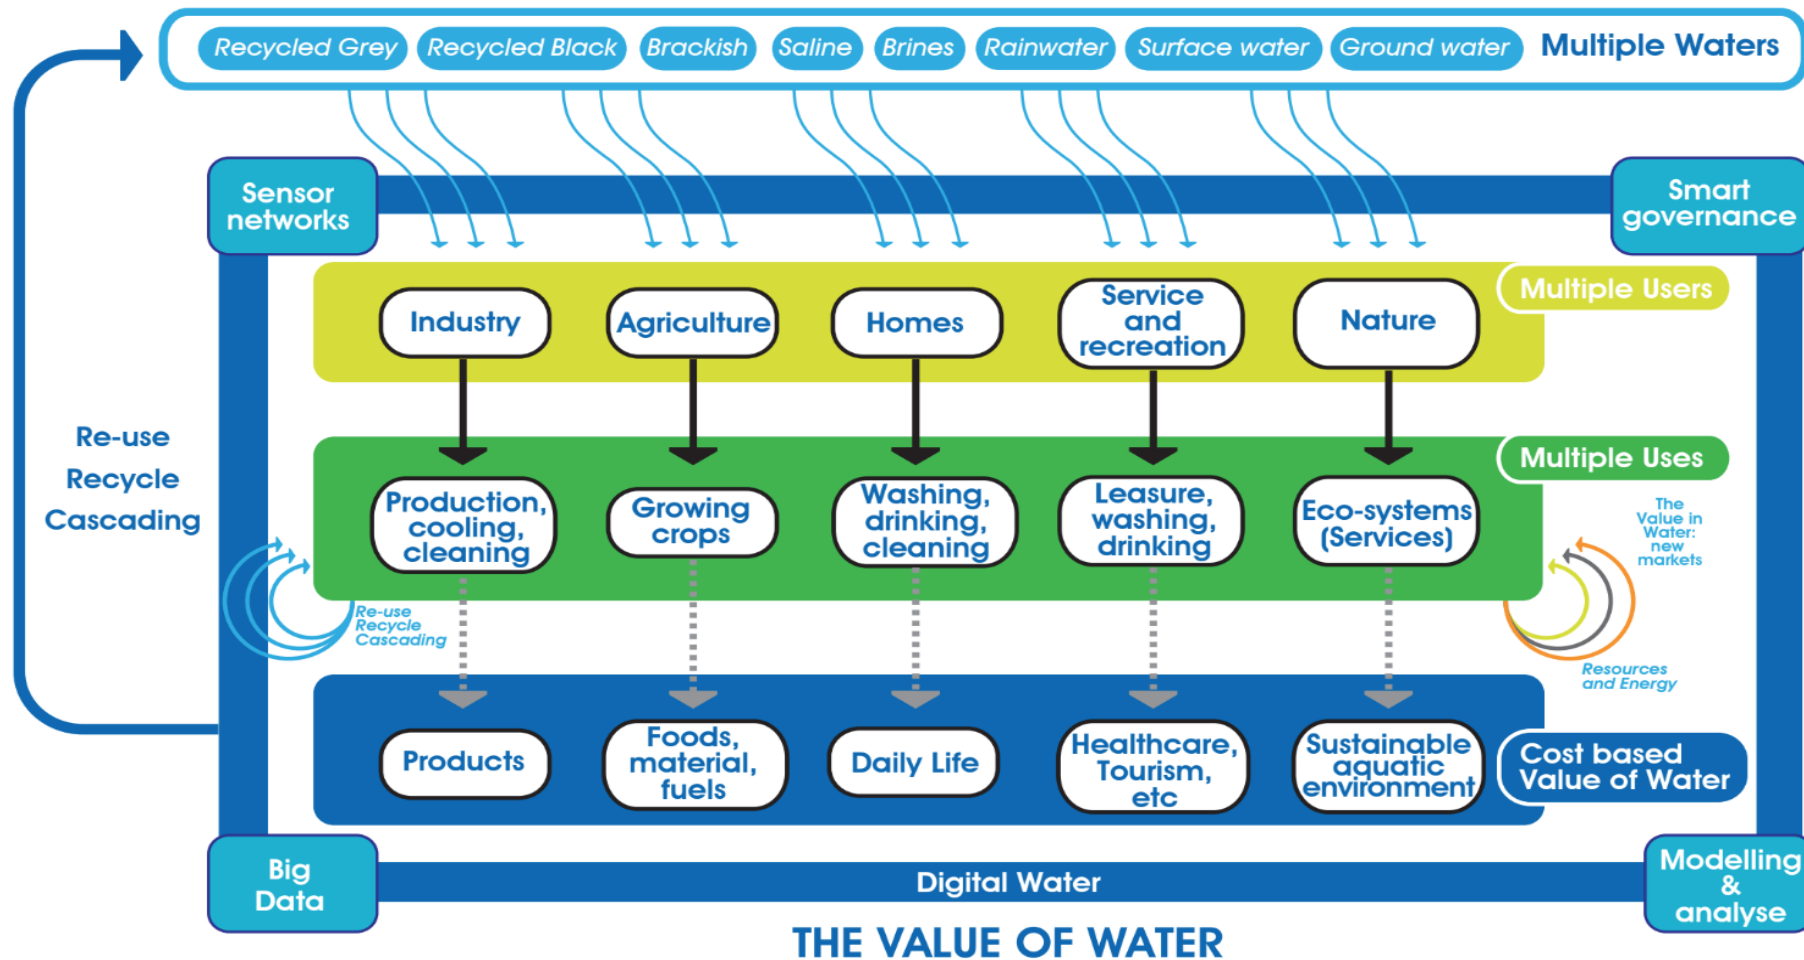 Recycled Grey
Recycled Black
Brackish
Saline
Brines
Rainwater
Surface water
Ground water
Multiple Waters
Sensor
networks
Smart
governance
Multiple Users
Industry
Agriculture
Homes
Service
and
recreation
Nature
Re-use
Recycle
Cascading
Multiple Uses
Production,
cooling,
cleaning
Growing
crops
Washing,
drinking,
cleaning
Leasure,
washing,
drinking
Eco-systems
(Services)
The
Value in
Water:
new
markets
Re-use
Recycle
Cascading
Resources
and Energy
Products
Foods,
material,
fuels
Daily Life
Healthcare,
Tourism,
etc
Sustainable
aquatic
environment
Cost based
Value of Water
Big
Data
Digital Water
Modelling
&
analyse
THE VALUE OF WATER